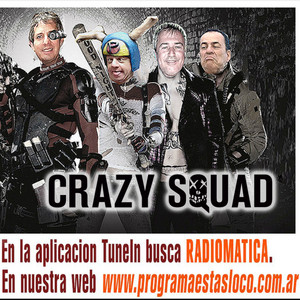 CRAZY SQUAD
En la aplicacion TuneIn busca RADIOMATICA.
En nuestra web www.programaestasloco.com.ar